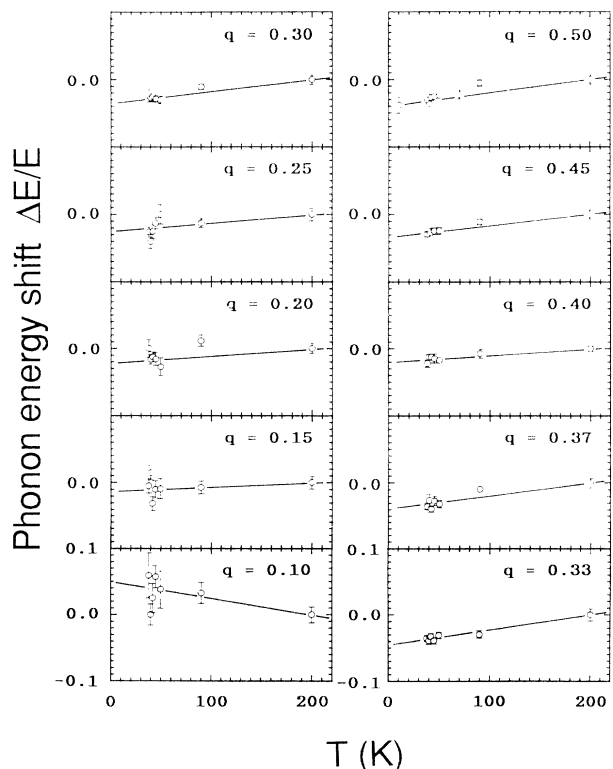 Phonon energy shift ΔE/E
q = 0.30
0.0
q = 0.25
0.0
q = 0.20
0.0
q = 0.15
0.0
0.1
q = 0.10
0.0
-0.1
0
100
200
q = 0.50
0.0
q = 0.45
0.0
q = 0.40
0.0
q = 0.37
0.0
0.1
q = 0.33
0.0
-0.1
0
100
200
T (K)